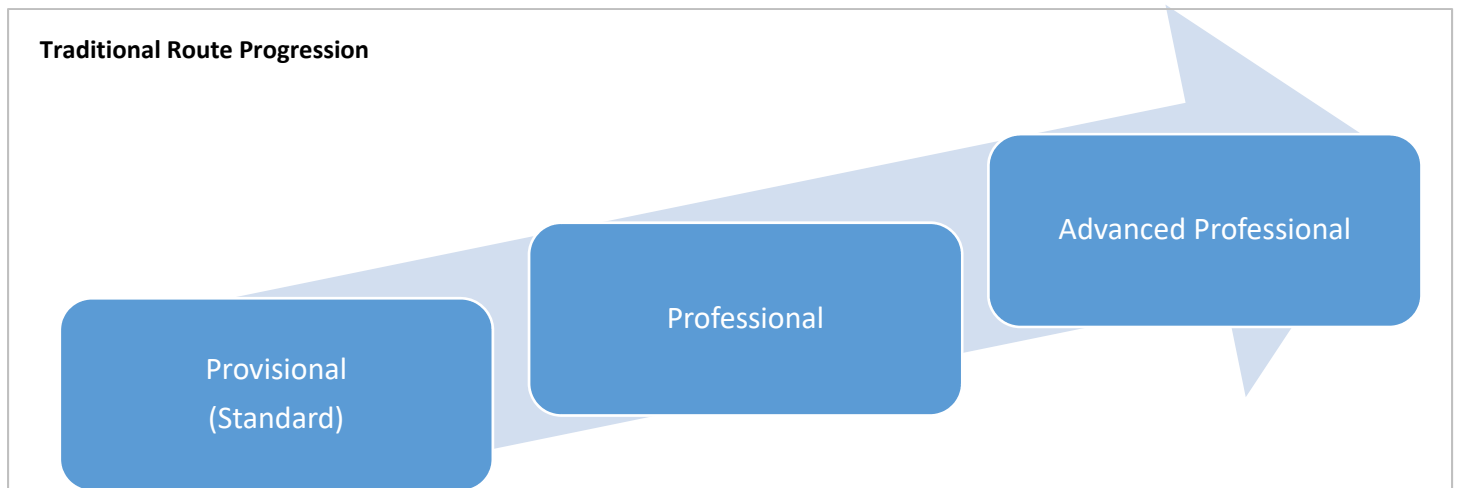 Traditional Route Progression
Provisional
(Standard)
Professional
Advanced Professional